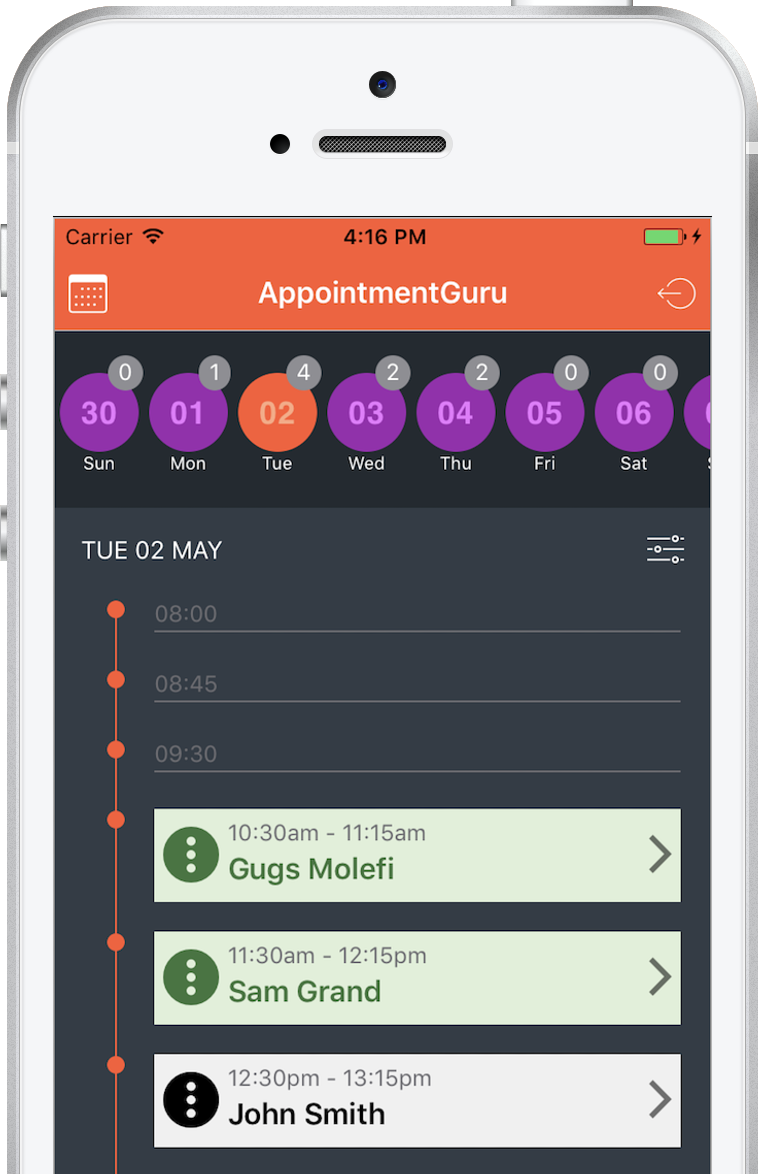 Carrier 4:16 PM
AppointmentGuru
0 1 4 2 2 0 0
30 01 02 03 04 05 06
Sun Mon Tue Wed Thu Fri Sat
TUE 02 MAY
08:00
08:45
09:30
10:30am - 11:15am
Gugs Molefi
11:30am - 12:15pm
Sam Grand
12:30pm - 13:15pm
John Smith